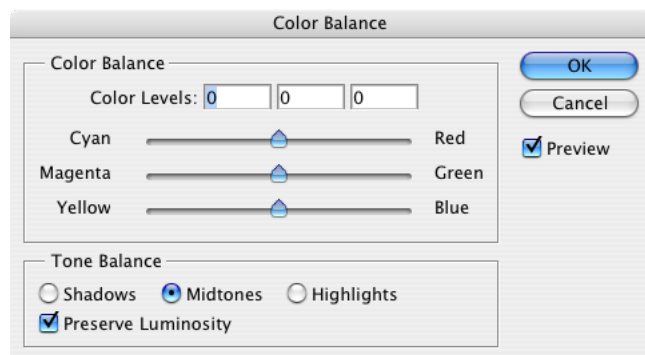 Color Balance
Color Balance
Color Levels: 0 0 0
Cyan Red
Magenta Green
Yellow Blue
Tone Balance
Shadows Midtones Highlights
Preserve Luminosity
OK
Cancel
Preview